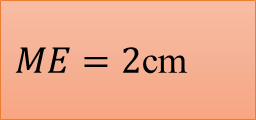 ME = 2cm